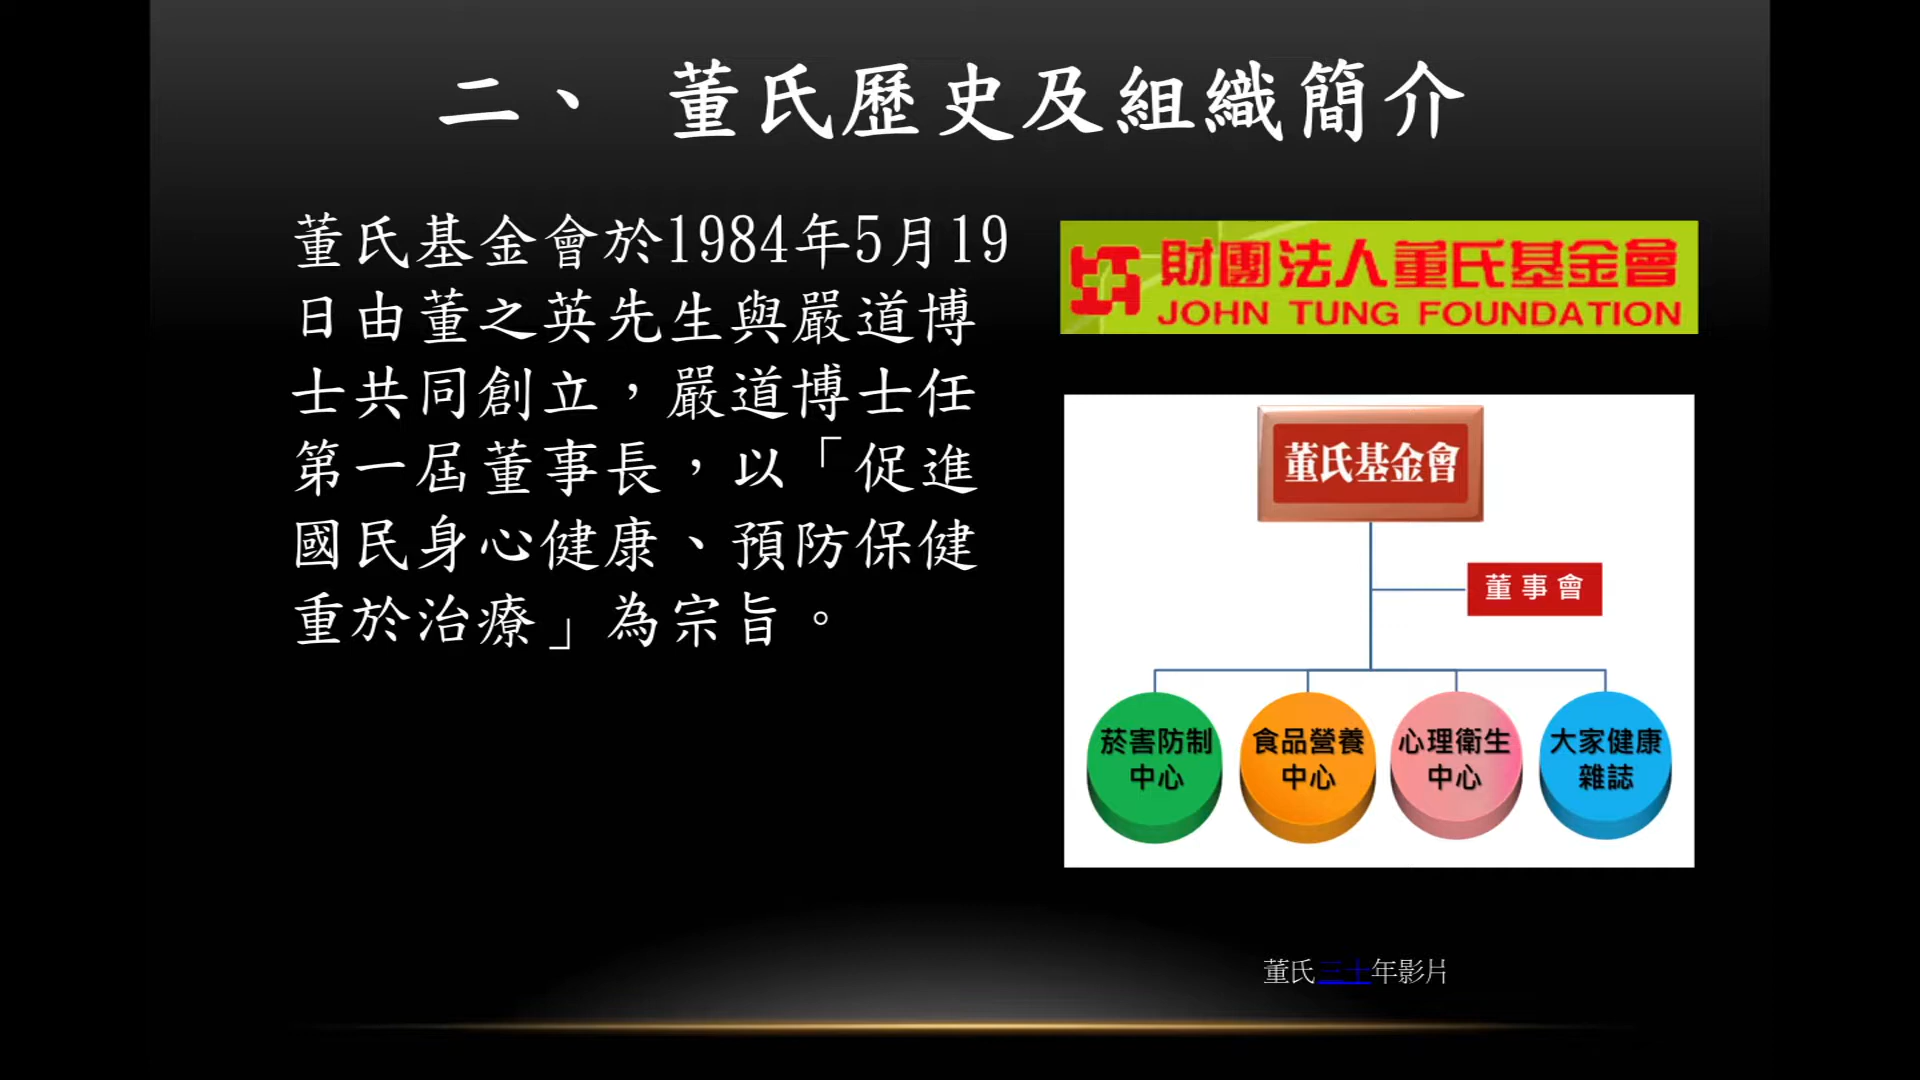 二、 董氏歷史及組織簡介
董氏基金會於1984年5月19
日由董之英先生與嚴道博
士共同創立，嚴道博士任
第一屆董事長，以「促進
國民身心健康、預防保健
重於治療」為宗旨。
財團法人董氏基金會
JOHN TUNG FOUNDATION
董氏基金會
董事會
菸害防制
中心
食品營養
中心
心理衛生
中心
大家健康
雜誌
董氏三十年影片